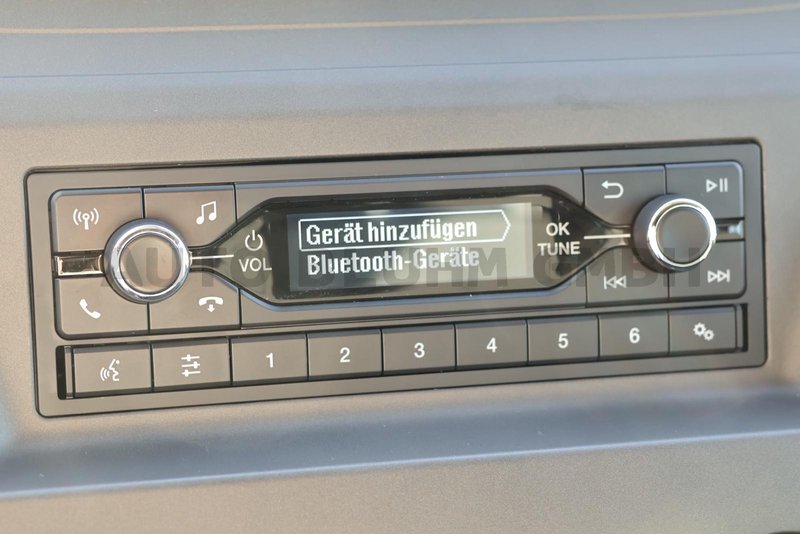 Gerät hinzufügen
Bluetooth-Geräte
VOL
OK
TUNE
1 2 3 4 5 6